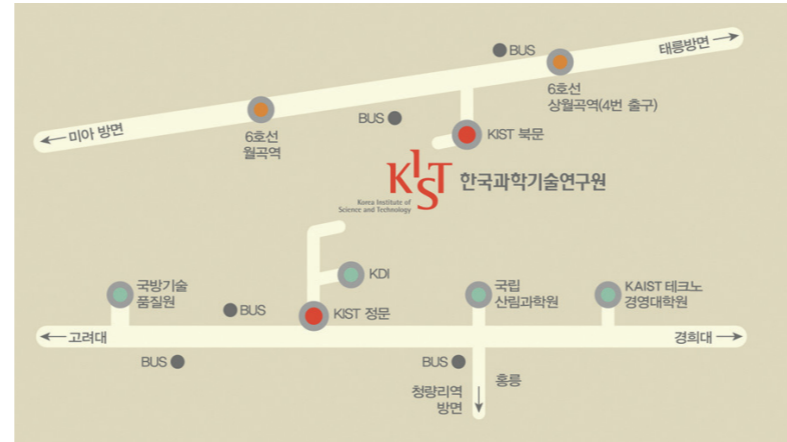 BUS
태릉방면
6호선
상월곡역(4번 출구)
BUS
미아 방면
6호선
월곡역
KIST 북문
KIST
한국과학기술연구원
Korea Institute of
Science and Technology
KDI
국방기술
품질원
국립
산림과학원
KAIST 테크노
경영대학원
BUS
KIST 정문
고려대
경희대
BUS
BUS
홍릉
청량리역
방면